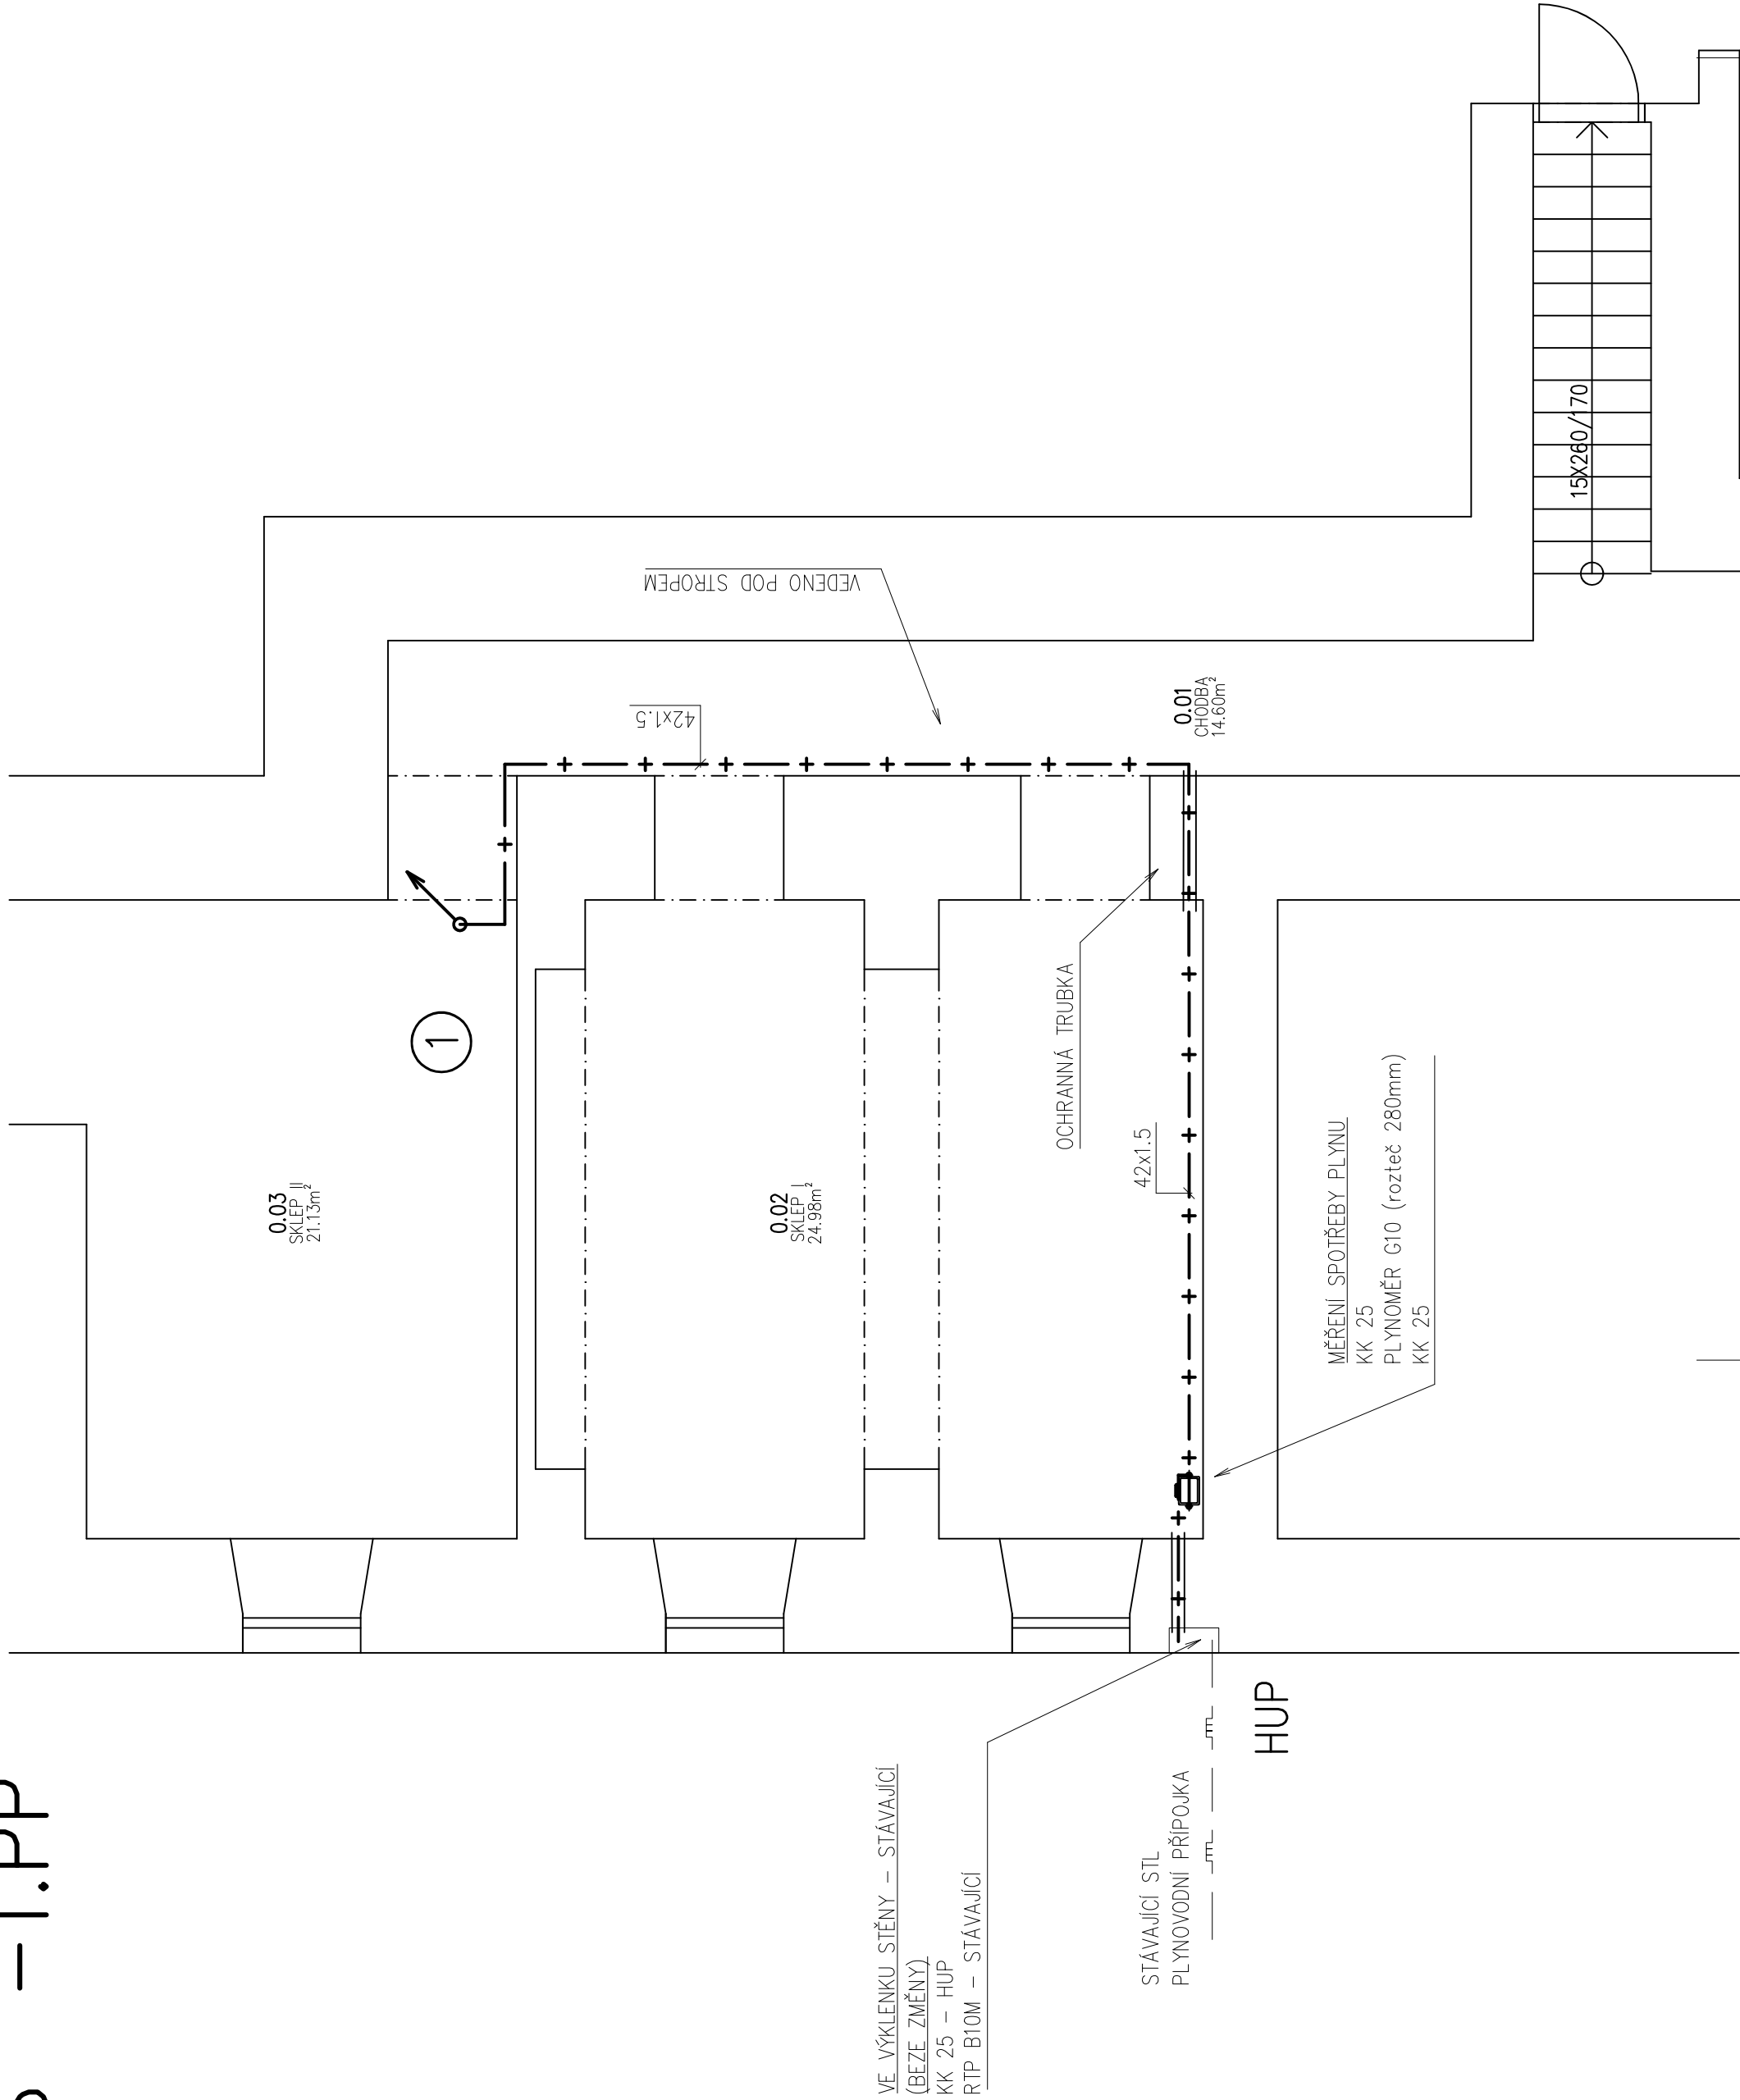 – 1.PP
15X260/170
VEDENO POD STROPEM
42x1.5
0.01
CHODBA
14.60m²
1
OCHRANNÁ TRUBKA
42x1.5
0.03
SKLEP II
21.13m²
0.02
SKLEP I
24.98m²
MĚŘENÍ SPOTŘEBY PLYNU
KK 25
PLYNOMĚR G10 (rozteč 280mm)
KK 25
HUP
VE VÝKLENKU STĚNY – STÁVAJÍCÍ
(BEZE ZMĚNY)
KK 25 – HUP
RTP B10M – STÁVAJÍCÍ
STÁVAJÍCÍ STL
PLYNOVODNÍ PŘÍPOJKA